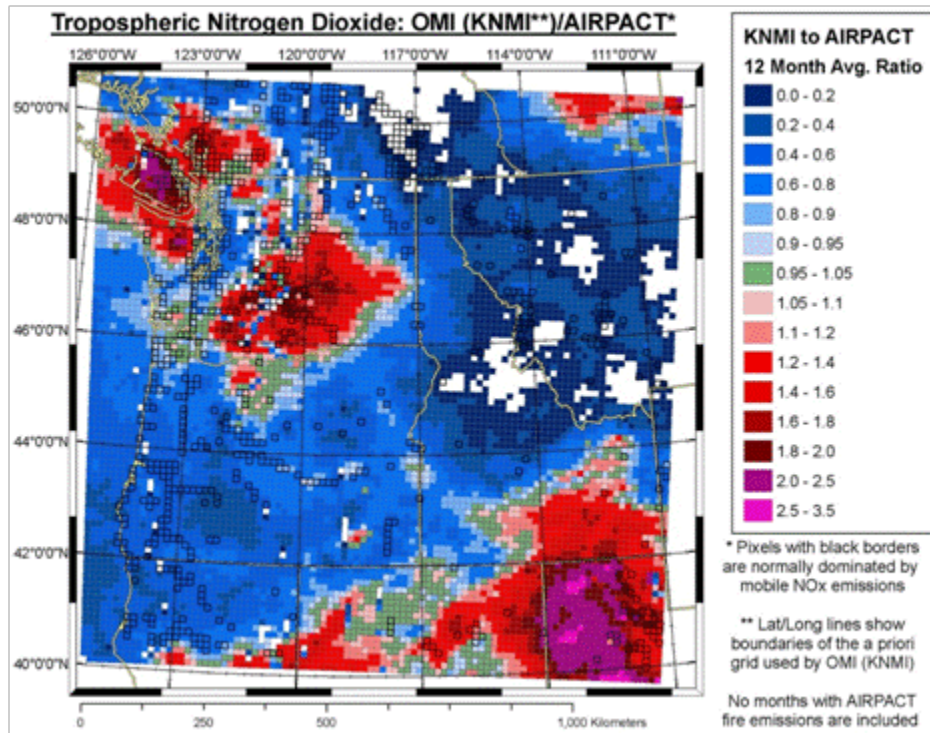 Tropospheric Nitrogen Dioxide: OMI (KNMI**)/AIRPACT*
126°0'0"W 123°0'0"W 120°0'0"W 117°0'0"W 114°0'0"W 111°0'0"W
50°0'0"N
48°0'0"N
46°0'0"N
44°0'0"N
42°0'0"N
40°0'0"N
0 250 500 1,000 Kilometers
KNMI to AIRPACT
12 Month Avg. Ratio
0.0 - 0.2
0.2 - 0.4
0.4 - 0.6
0.6 - 0.8
0.8 - 0.9
0.9 - 0.95
0.95 - 1.05
1.05 - 1.1
1.1 - 1.2
1.2 - 1.4
1.4 - 1.6
1.6 - 1.8
1.8 - 2.0
2.0 - 2.5
2.5 - 3.5
* Pixels with black borders
are normally dominated by
mobile NOx emissions
** Lat/Long lines show
boundaries of the a priori
grid used by OMI (KNMI)
No months with AIRPACT
fire emissions are included